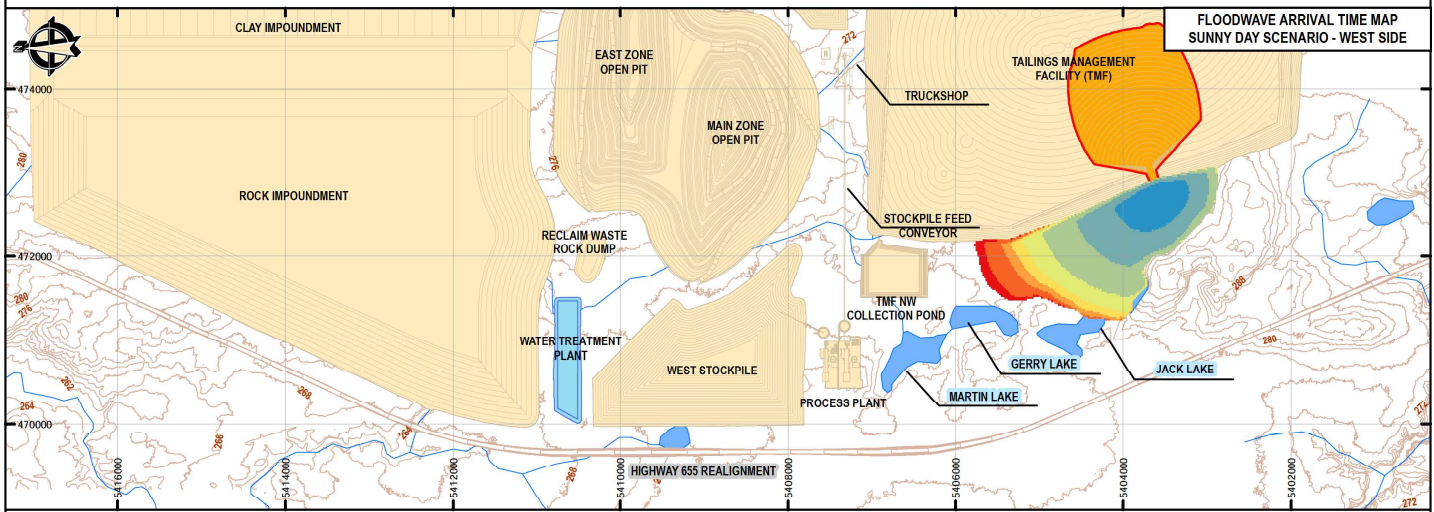 FLOODWAVE ARRIVAL TIME MAP
SUNNY DAY SCENARIO - WEST SIDE
CLAY IMPOUNDMENT
272
EAST ZONE
OPEN PIT
TAILINGS MANAGEMENT
FACILITY (TMF)
474000
TRUCKSHOP
MAIN ZONE
OPEN PIT
280
276
ROCK IMPOUNDMENT
STOCKPILE FEED
CONVEYOR
RECLAIM WASTE
ROCK DUMP
472000
268
280
276
TMF NW
COLLECTION POND
WATER TREATMENT
PLANT
280
GERRY LAKE
JACK LAKE
WEST STOCKPILE
262
268
MARTIN LAKE
PROCESS PLANT
264
272
470000
264
266
HIGHWAY 655 REALIGNMENT
268
5416000
5414000
5412000
5410000
5408000
5406000
5404000
5402000
272